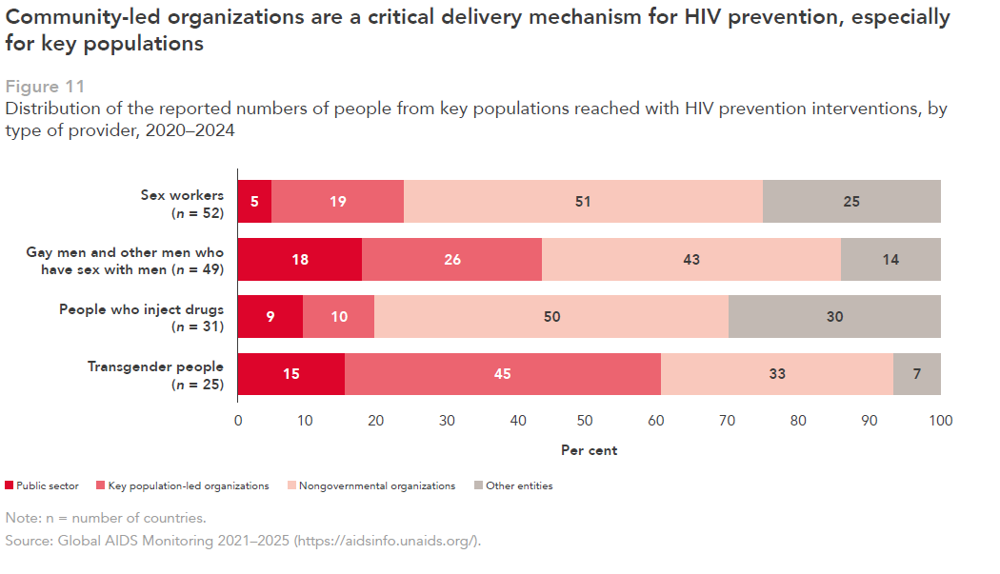 Community-led organizations are a critical delivery mechanism for HIV prevention, especially
for key populations
Figure 11
Distribution of the reported numbers of people from key populations reached with HIV prevention interventions, by
type of provider, 2020–2024
Sex workers
(n = 52)
5 19 51 25
Gay men and other men who
have sex with men (n = 49)
18 26 43 14
People who inject drugs
(n = 31)
9 10 50 30
Transgender people
(n = 25)
15 45 33 7
0 10 20 30 40 50 60 70 80 90 100
Per cent
Public sector Key population-led organizations Nongovernmental organizations Other entities
Note: n = number of countries.
Source: Global AIDS Monitoring 2021–2025 (https://aidsinfo.unaids.org/).